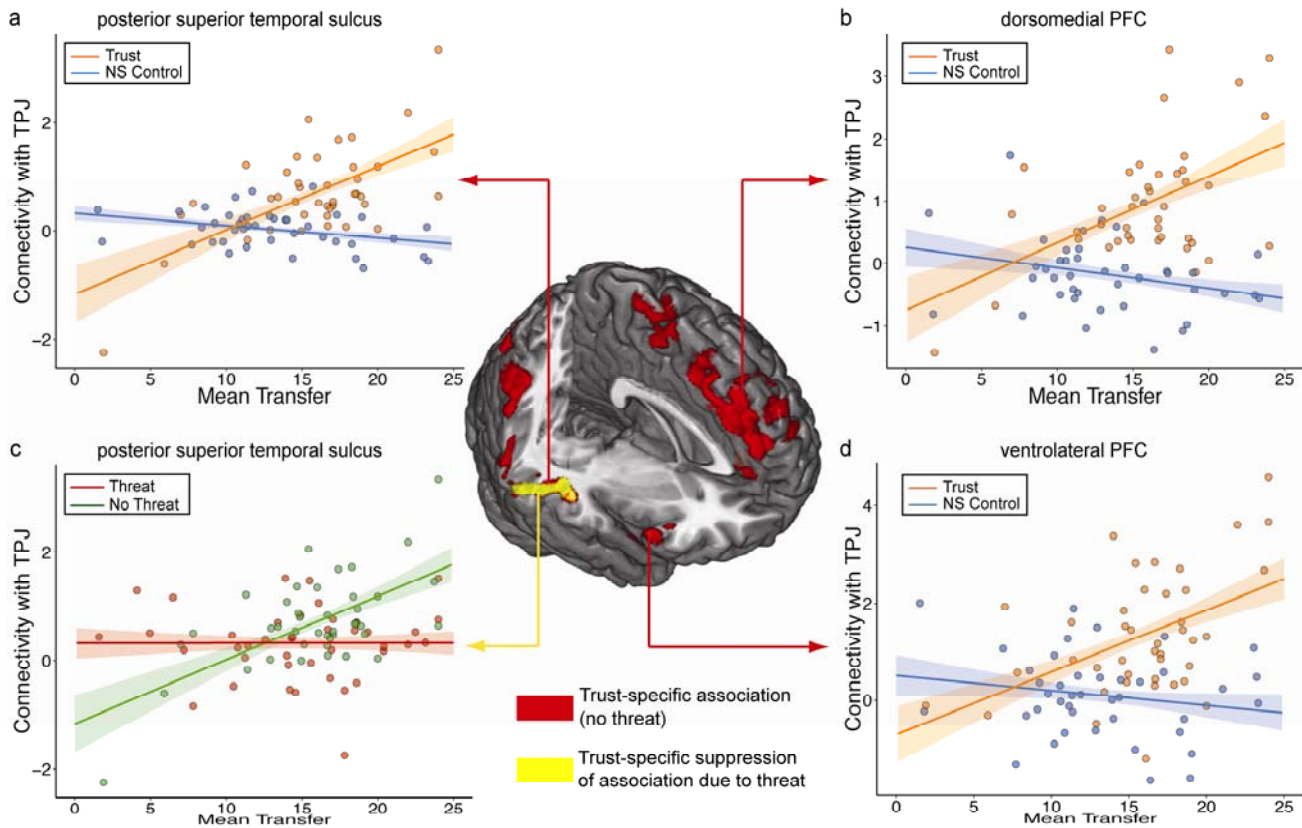 a
posterior superior temporal sulcus
Trust
NS Control
Connectivity with TPJ
2
0
−2
0
5
10
15
20
25
Mean Transfer
b
dorsomedial PFC
Trust
NS Control
Connectivity with TPJ
3
2
1
0
−1
0
5
10
15
20
25
Mean Transfer
c
posterior superior temporal sulcus
Threat
No Threat
Connectivity with TPJ
2
0
−2
0
5
10
15
20
25
Mean Transfer
Trust-specific association
(no threat)
Trust-specific suppression
of association due to threat
d
ventrolateral PFC
Trust
NS Control
Connectivity with TPJ
4
2
0
0
5
10
15
20
25
Mean Transfer